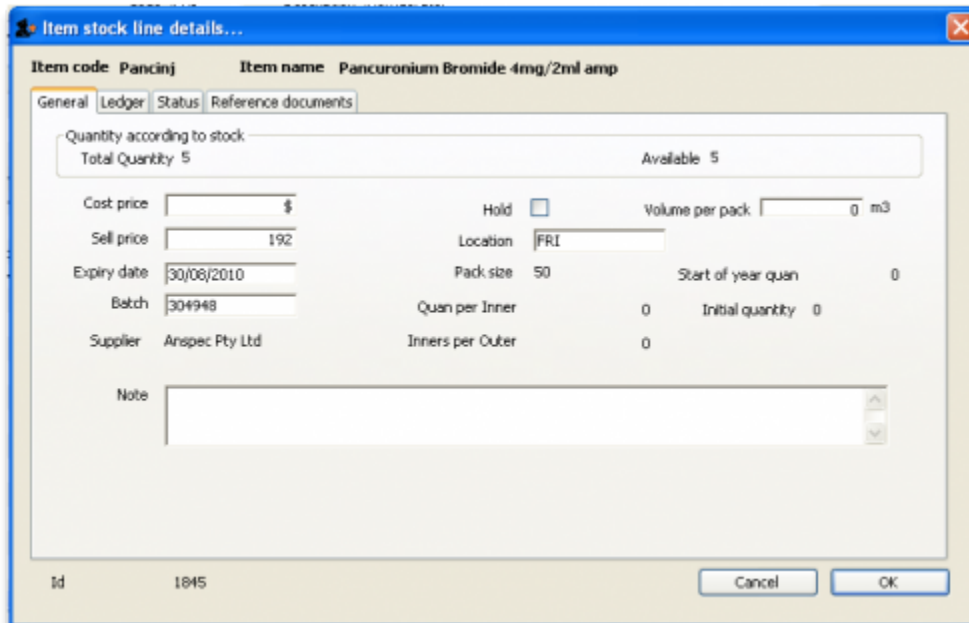 Item stock line details...
Item code Pancinj Item name Pancuronium Bromide 4mg/2ml amp
General Ledger Status Reference documents
Quantity according to stock
Total Quantity 5 Available 5
Cost price $ Hold Volume per pack 0 m3
Sell price 192 Location FRI
Expiry date 30/08/2010 Pack size 50 Start of year quan 0
Batch 304948 Quan per Inner 0 Initial quantity 0
Supplier Anspec Pty Ltd Inners per Outer 0
Note
Id 1845 Cancel OK